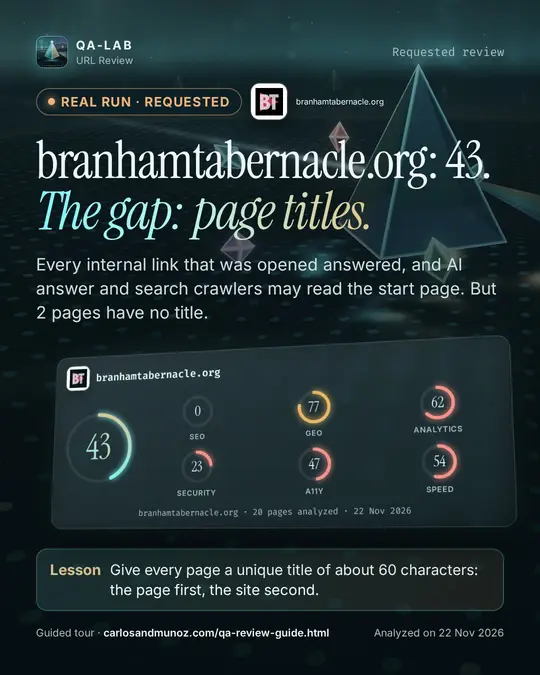 QA-LAB
URL Review
Requested review
REAL RUN · REQUESTED
BT
branhamtabernacle.org
branhamtabernacle.org: 43.
The gap: page titles.
Every internal link that was opened answered, and AI
answer and search crawlers may read the start page. But
2 pages have no title.
BT
branhamtabernacle.org
43
0
SEO
77
GEO
62
ANALYTICS
23
SECURITY
47
A11Y
54
SPEED
branhamtabernacle.org · 20 pages analyzed · 22 Nov 2026
Lesson Give every page a unique title of about 60 characters:
the page first, the site second.
Guided tour · carlosandmunoz.com/qa-review-guide.html
Analyzed on 22 Nov 2026